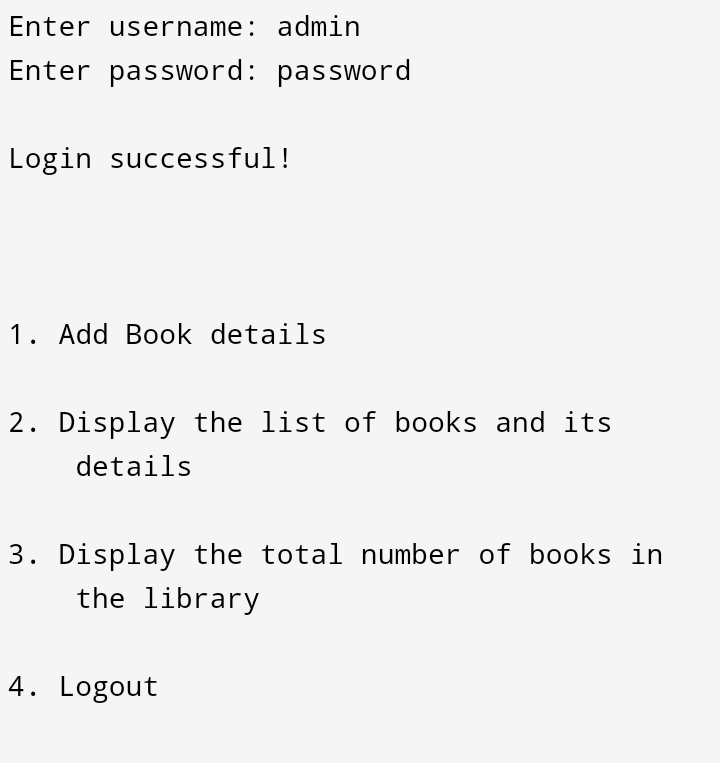 Enter username: admin
Enter password: password
Login successful!
1. Add Book details
2. Display the list of books and its
details
3. Display the total number of books in
the library
4. Logout